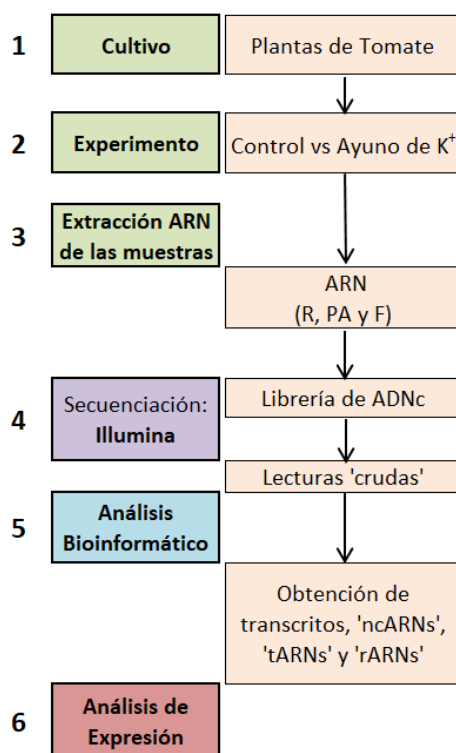 1
Cultivo
Plantas de Tomate
2
Experimento
Control vs Ayuno de K⁺
3
Extracción ARN
de las muestras
ARN
(R, PA y F)
4
Secuenciación:
Illumina
Librería de ADNc
Lecturas 'crudas'
5
Análisis
Bioinformático
Obtención de
transcritos, 'ncARNs',
'tARNs' y 'rARNs'
6
Análisis de
Expresión